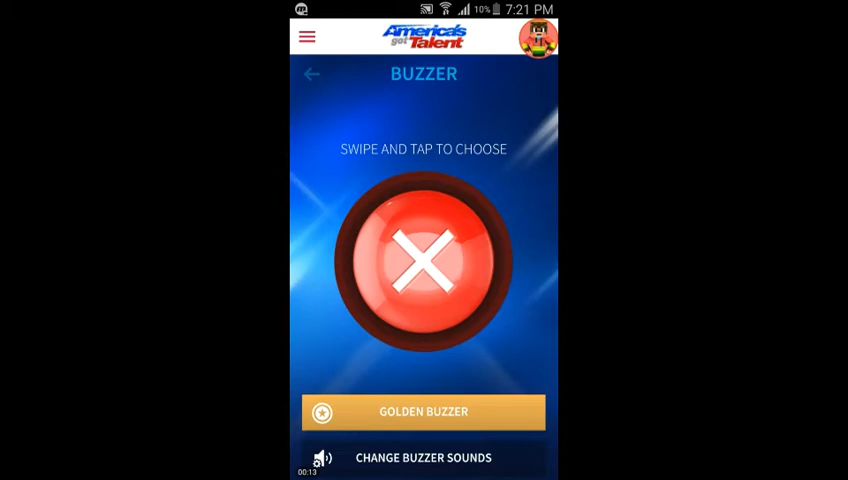 10% 7:21 PM
America's
got Talent
BUZZER
SWIPE AND TAP TO CHOOSE
GOLDEN BUZZER
CHANGE BUZZER SOUNDS
00:13